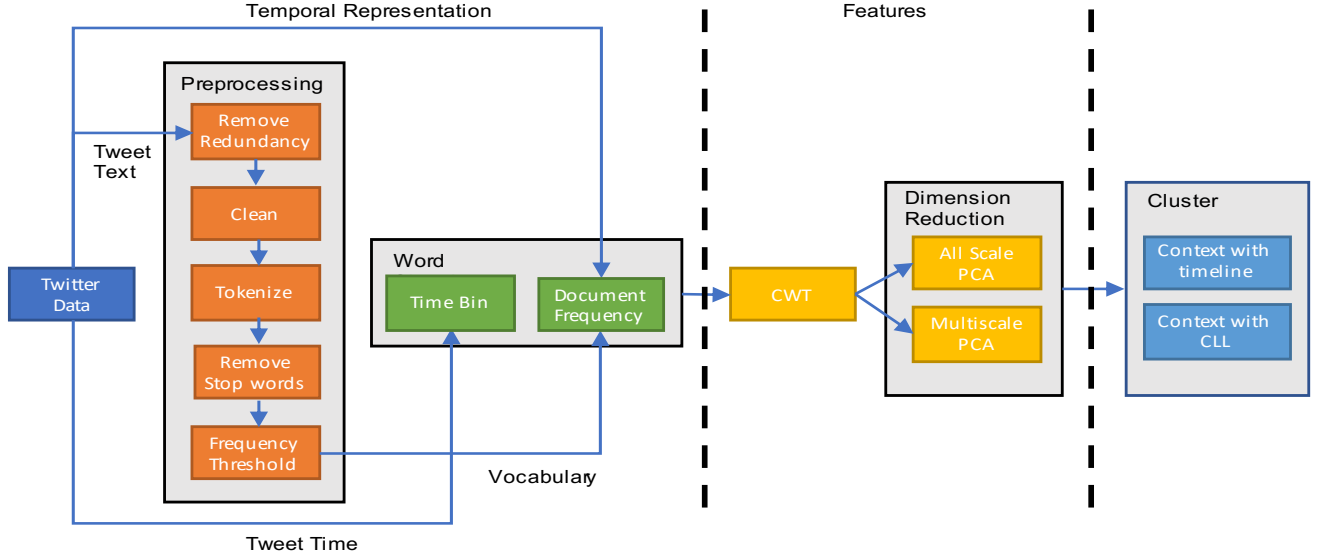 Temporal Representation
Features
Preprocessing
Remove
Redundancy
Tweet
Text
Clean
Tokenize
Remove
Stop words
Frequency
Threshold
Twitter
Data
Word
Time Bin
Document
Frequency
Vocabulary
Tweet Time
CWT
Dimension
Reduction
All Scale
PCA
Multiscale
PCA
Cluster
Context with
timeline
Context with
CLL